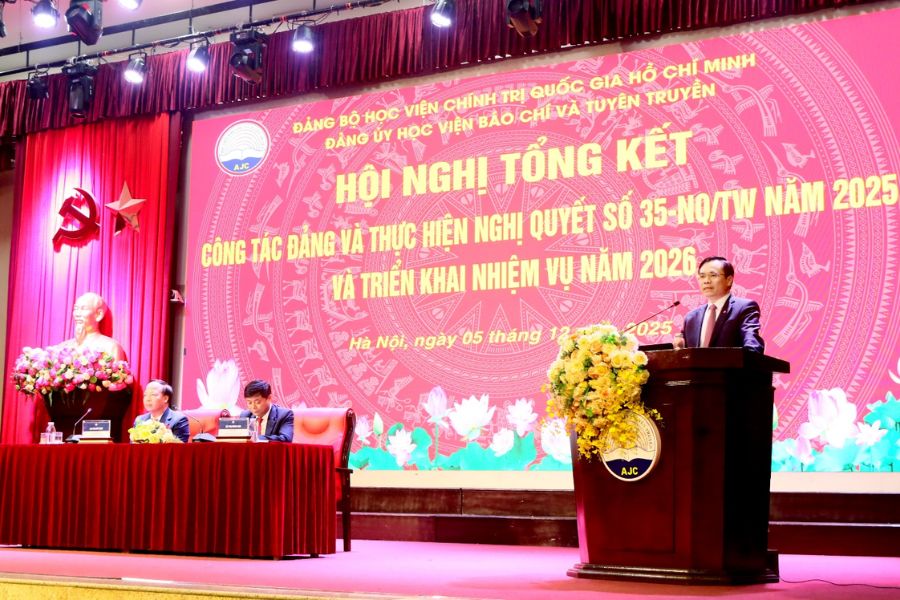 ĐẢNG BỘ HỌC VIỆN CHÍNH TRỊ QUỐC GIA HỒ CHÍ MINH
ĐẢNG ỦY HỌC VIỆN BÁO CHÍ VÀ TUYÊN TRUYỀN
AJC
HỘI NGHỊ TỔNG KẾT
CÔNG TÁC ĐẢNG VÀ THỰC HIỆN NGHỊ QUYẾT SỐ 35-NQ/TW NĂM 2025
VÀ TRIỂN KHAI NHIỆM VỤ NĂM 2026
Hà Nội, ngày 05 tháng 12 2025
AJC